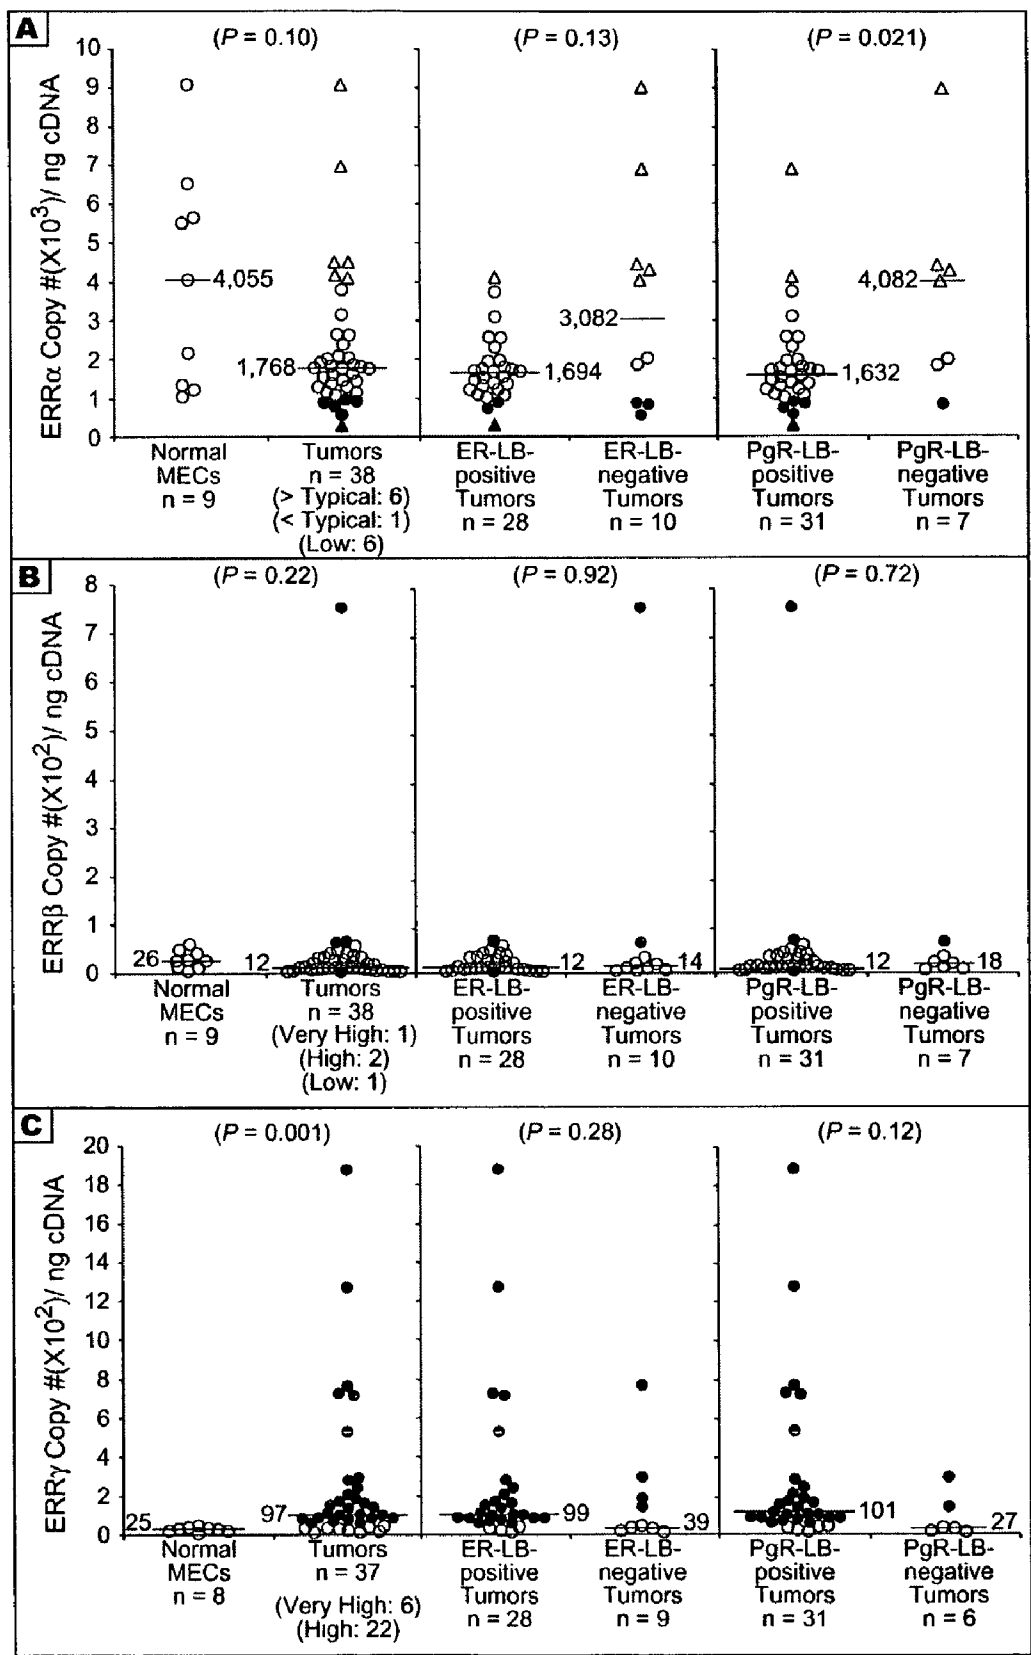 A
(P = 0.10) (P = 0.13) (P = 0.021)
ERRα Copy #(X10³)/ ng cDNA
10
9
8
7
6
5
4
3
2
1
0
4,055
1,768
1,694
3,082
1,632
4,082
Normal
MECs
n = 9
Tumors
n = 38
(> Typical: 6)
(< Typical: 1)
(Low: 6)
ER-LB-
positive
Tumors
n = 28
ER-LB-
negative
Tumors
n = 10
PgR-LB-
positive
Tumors
n = 31
PgR-LB-
negative
Tumors
n = 7
B
(P = 0.22) (P = 0.92) (P = 0.72)
ERRβ Copy #(X10²)/ ng cDNA
8
7
6
5
4
3
2
1
0
26
12
12
14
12
18
Normal
MECs
n = 9
Tumors
n = 38
(Very High: 1)
(High: 2)
(Low: 1)
ER-LB-
positive
Tumors
n = 28
ER-LB-
negative
Tumors
n = 10
PgR-LB-
positive
Tumors
n = 31
PgR-LB-
negative
Tumors
n = 7
C
(P = 0.001) (P = 0.28) (P = 0.12)
ERRγ Copy #(X10²)/ ng cDNA
20
18
16
14
12
10
8
6
4
2
0
25
97
99
39
101
27
Normal
MECs
n = 8
Tumors
n = 37
(Very High: 6)
(High: 22)
ER-LB-
positive
Tumors
n = 28
ER-LB-
negative
Tumors
n = 9
PgR-LB-
positive
Tumors
n = 31
PgR-LB-
negative
Tumors
n = 6